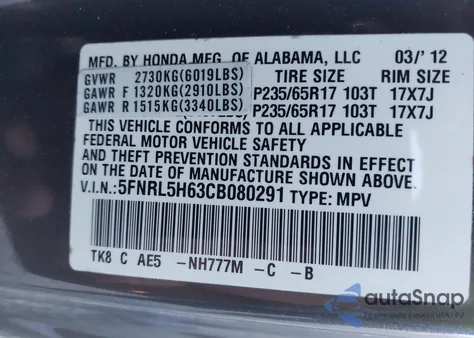 MFD. BY HONDA MFG. OF ALABAMA, LLC 03/'12
GVWR 2730KG(6019LBS) TIRE SIZE RIM SIZE
GAWR F 1320KG(2910LBS) P235/65R17 103T 17X7J
GAWR R 1515KG(3340LBS) P235/65R17 103T 17X7J
THIS VEHICLE CONFORMS TO ALL APPLICABLE
FEDERAL MOTOR VEHICLE SAFETY
AND THEFT PREVENTION STANDARDS IN EFFECT
ON THE DATE OF MANUFACTURE SHOWN ABOVE.
V.I.N.: 5FNRL5H63CB080291 TYPE: MPV
TK8 C AE5 -NH777M -C -B
autoSnap